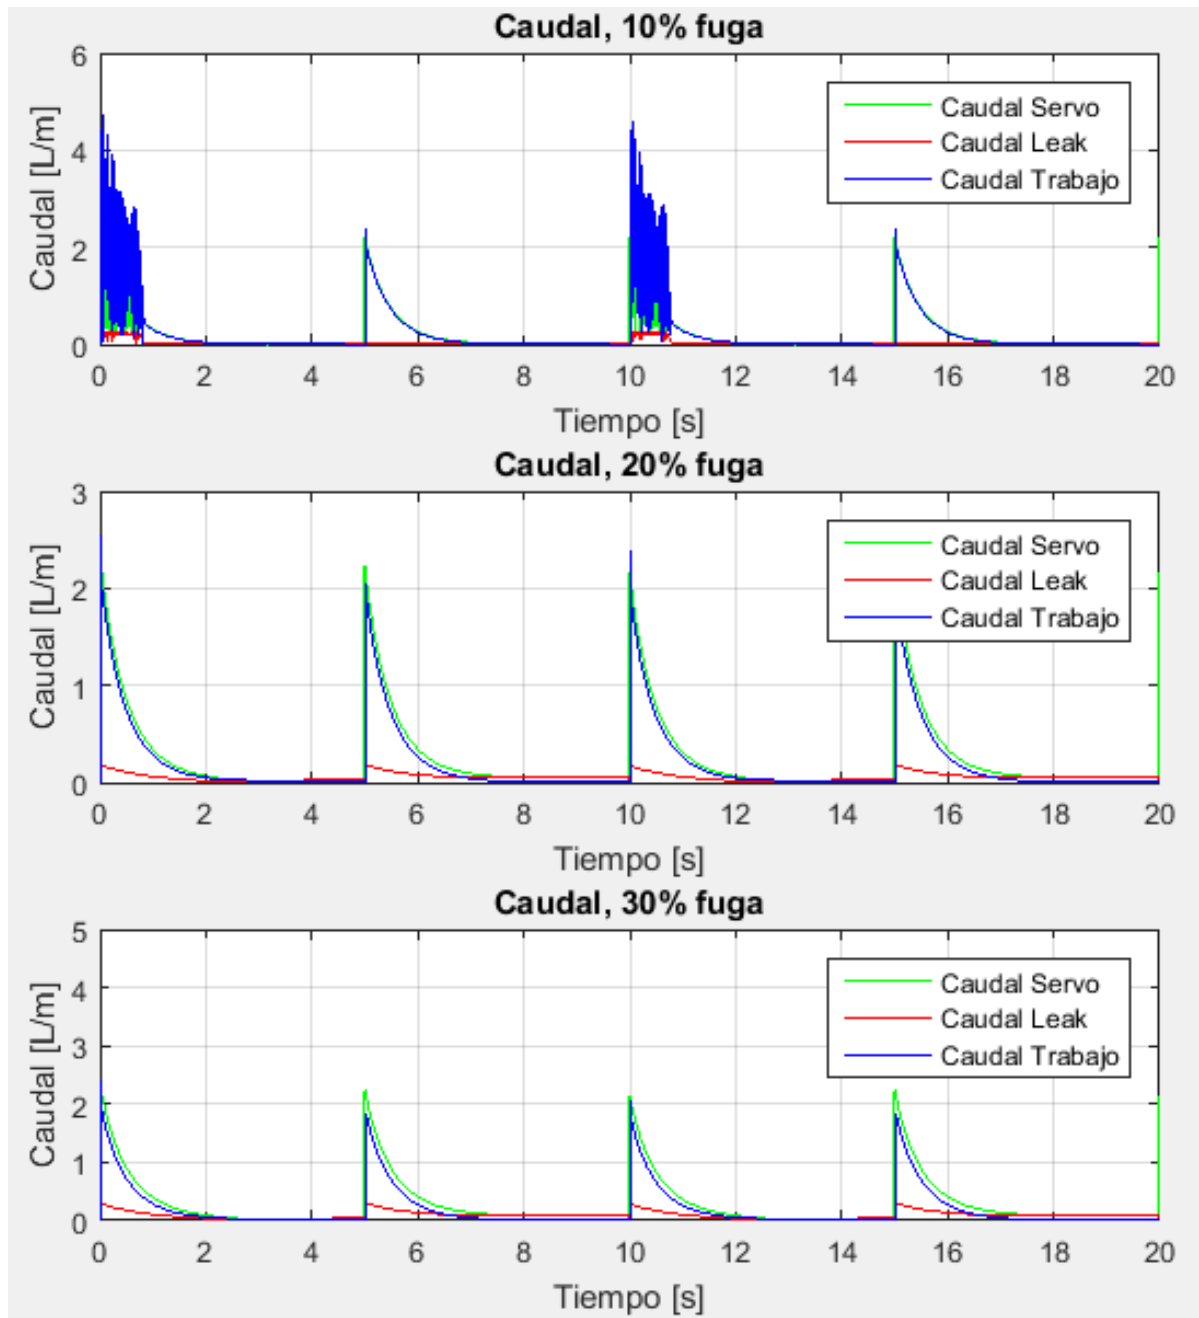 Caudal, 10% fuga
6
4
2
0
Caudal [L/m]
Caudal Servo
Caudal Leak
Caudal Trabajo
0 2 4 6 8 10 12 14 16 18 20
Tiempo [s]
Caudal, 20% fuga
3
2
1
0
Caudal [L/m]
Caudal Servo
Caudal Leak
Caudal Trabajo
0 2 4 6 8 10 12 14 16 18 20
Tiempo [s]
Caudal, 30% fuga
5
4
3
2
1
0
Caudal [L/m]
Caudal Servo
Caudal Leak
Caudal Trabajo
0 2 4 6 8 10 12 14 16 18 20
Tiempo [s]